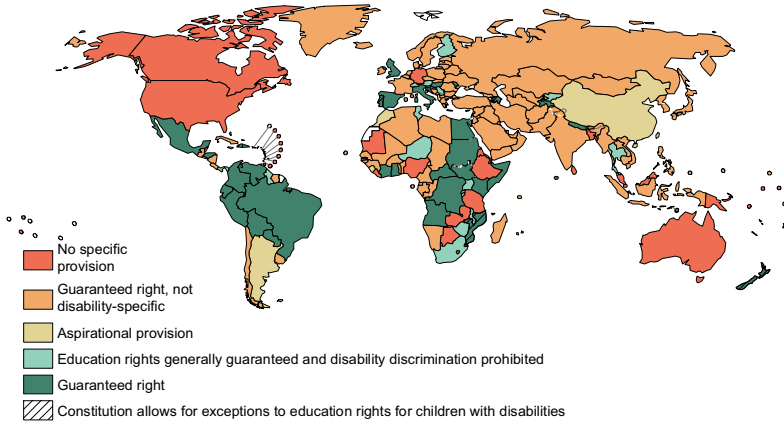 No specific
provision
Guaranteed right, not
disability-specific
Aspirational provision
Education rights generally guaranteed and disability discrimination prohibited
Guaranteed right
Constitution allows for exceptions to education rights for children with disabilities